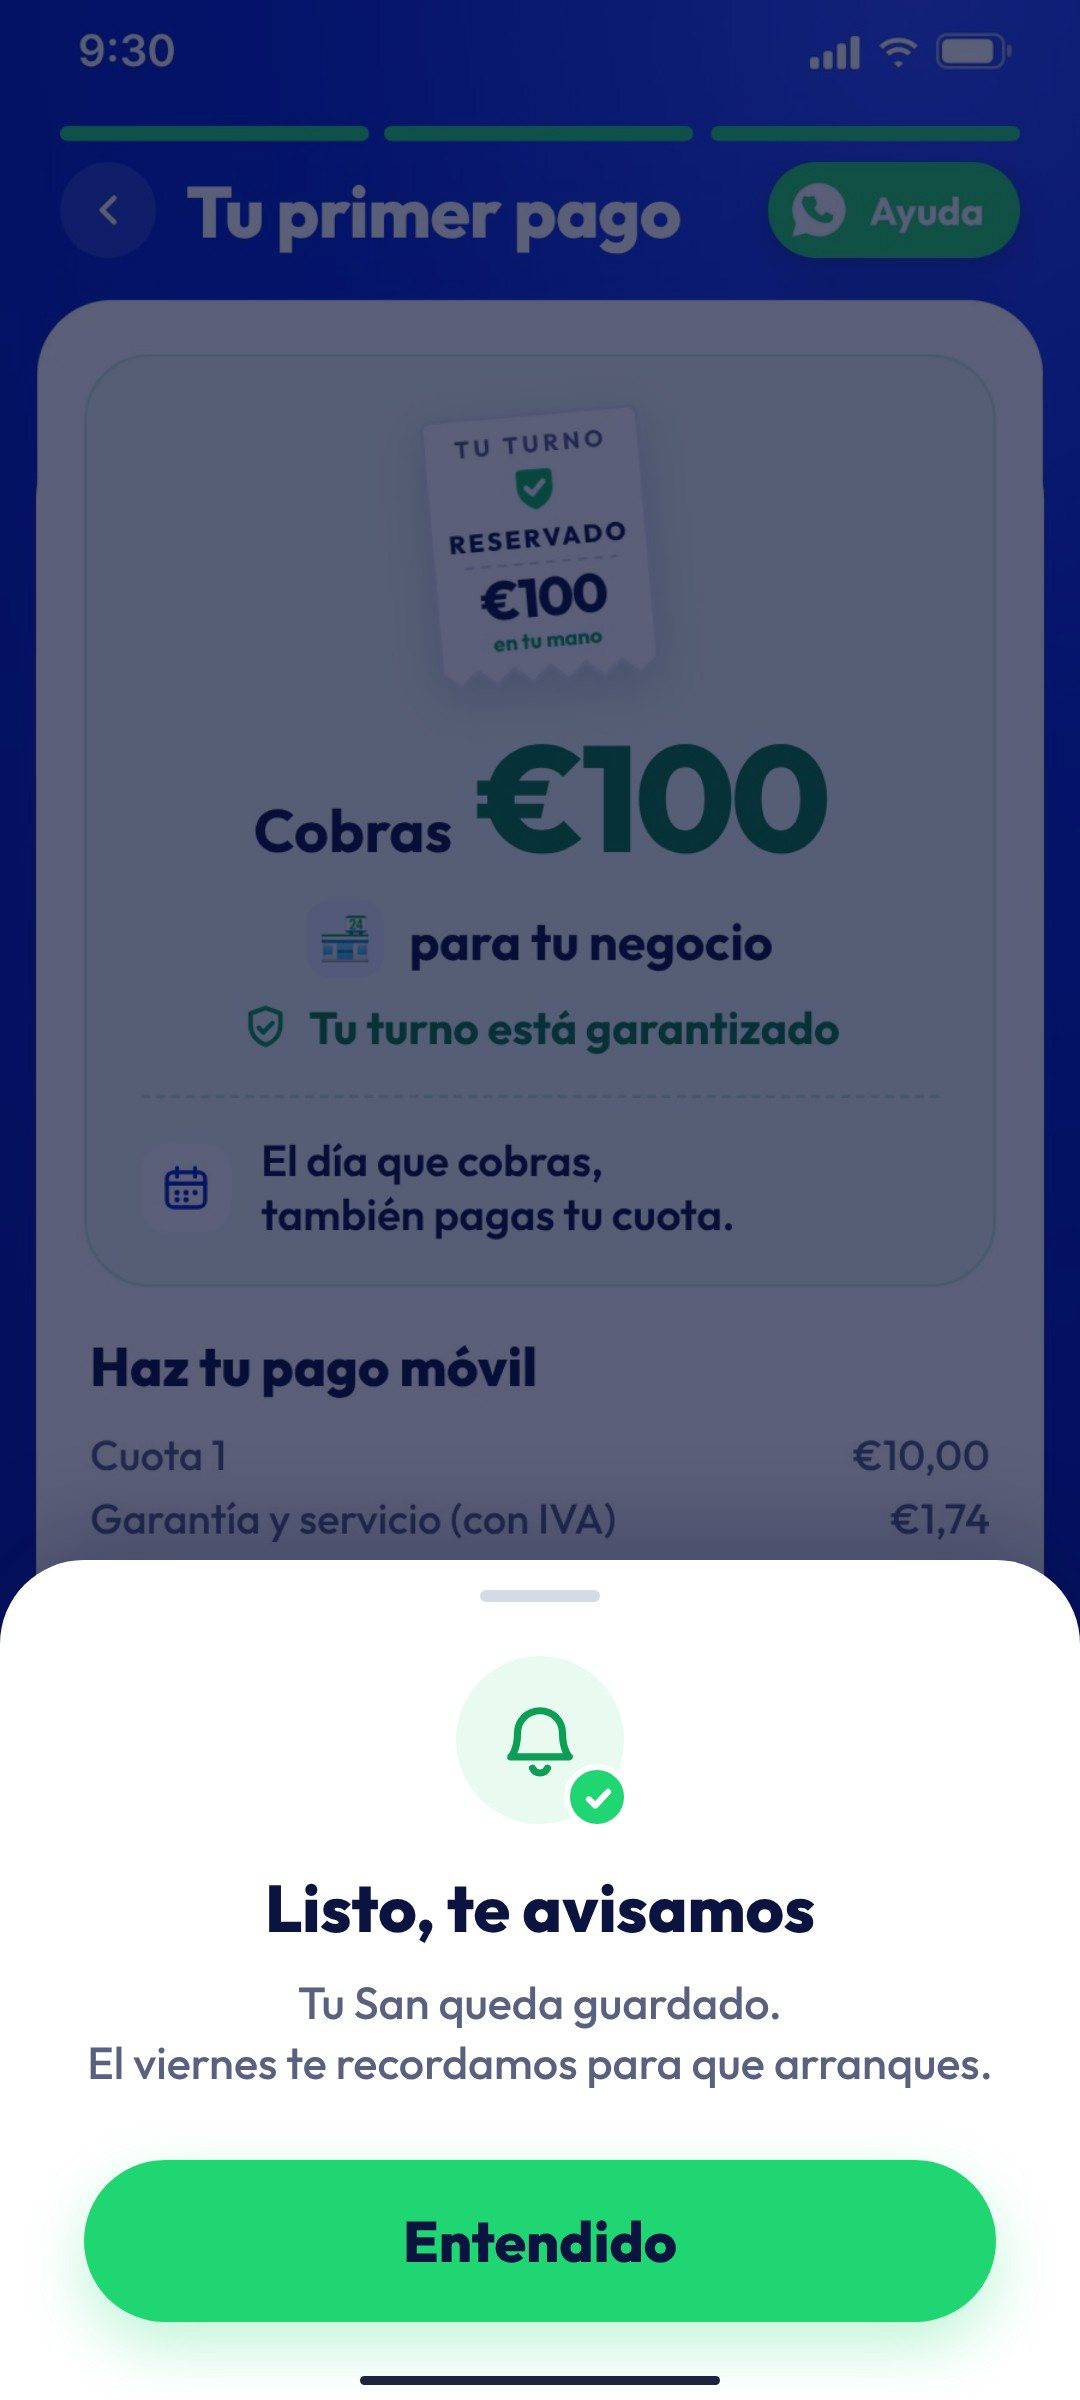 9:30
Tu primer pago
Ayuda
TU TURNO
RESERVADO
€100
en tu mano
Cobras €100
24
para tu negocio
Tu turno está garantizado
El día que cobras,
también pagas tu cuota.
Haz tu pago móvil
Cuota 1 €10,00
Garantía y servicio (con IVA) €1,74
Listo, te avisamos
Tu San queda guardado.
El viernes te recordamos para que arranques.
Entendido